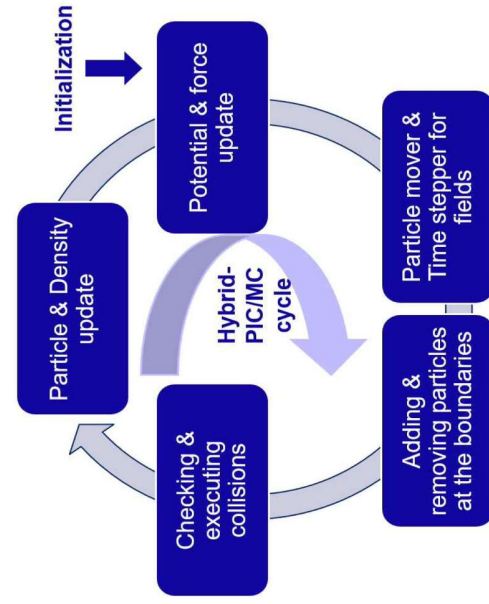 Initialization
Potential & force
update
Particle mover &
Time stepper for
fields
Adding &
removing particles
at the boundaries
Checking &
executing
collisions
Particle & Density
update
Hybrid-
PIC/MC
cycle